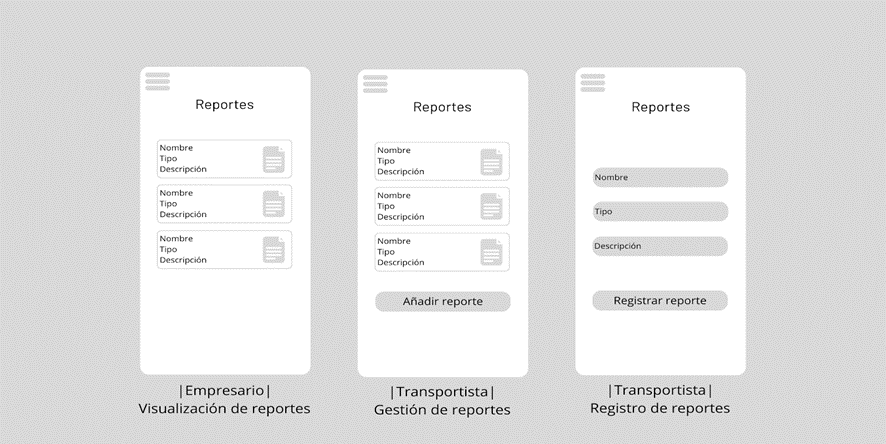 Reportes
Nombre
Tipo
Descripción
Nombre
Tipo
Descripción
Nombre
Tipo
Descripción
|Empresario|
Visualización de reportes
Reportes
Nombre
Tipo
Descripción
Nombre
Tipo
Descripción
Nombre
Tipo
Descripción
Añadir reporte
|Transportista|
Gestión de reportes
Reportes
Nombre
Tipo
Descripción
Registrar reporte
|Transportista|
Registro de reportes